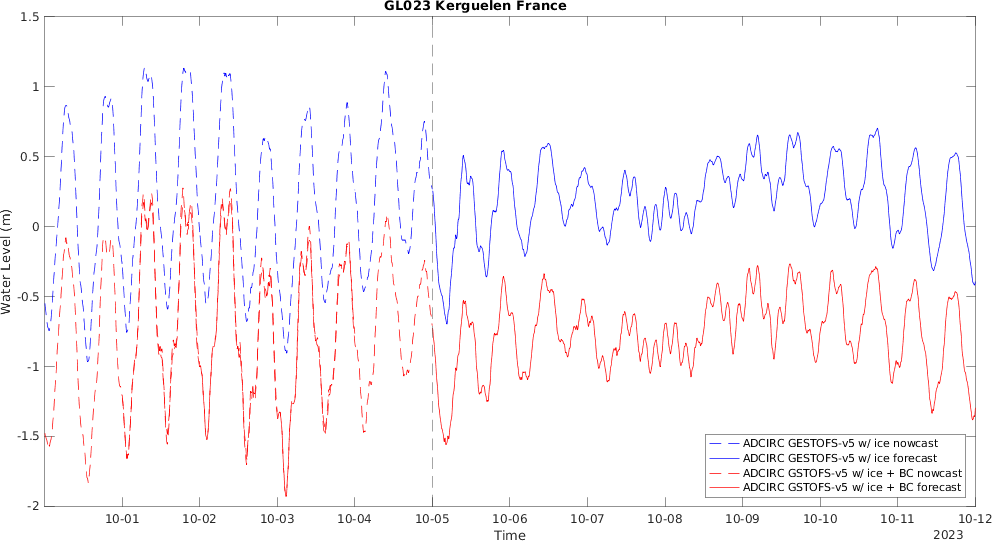 GL023 Kerguelen France
1.5
1
0.5
0
-0.5
-1
-1.5
-2
Water Level (m)
ADCIRC GESTOFS-v5 w/ ice nowcast
ADCIRC GESTOFS-v5 w/ ice forecast
ADCIRC GSTOFS-v5 w/ ice + BC nowcast
ADCIRC GSTOFS-v5 w/ ice + BC forecast
10-01 10-02 10-03 10-04 10-05 10-06 10-07 10-08 10-09 10-10 10-11 10-12
Time
2023